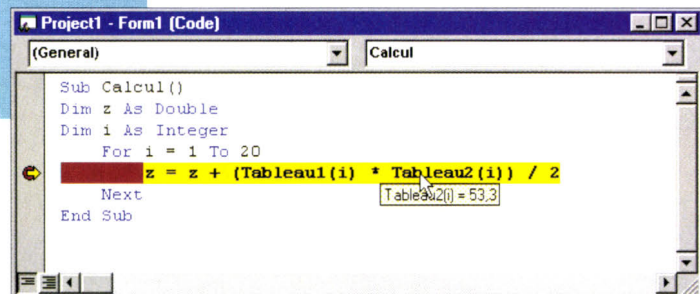 Project1 - Form1 (Code)
(General) Calcul
Sub Calcul()
Dim z As Double
Dim i As Integer
For i = 1 To 20
z = z + (Tableau1(i) * Tableau2(i)) / 2
Tableau2(i) = 53,3
Next
End Sub